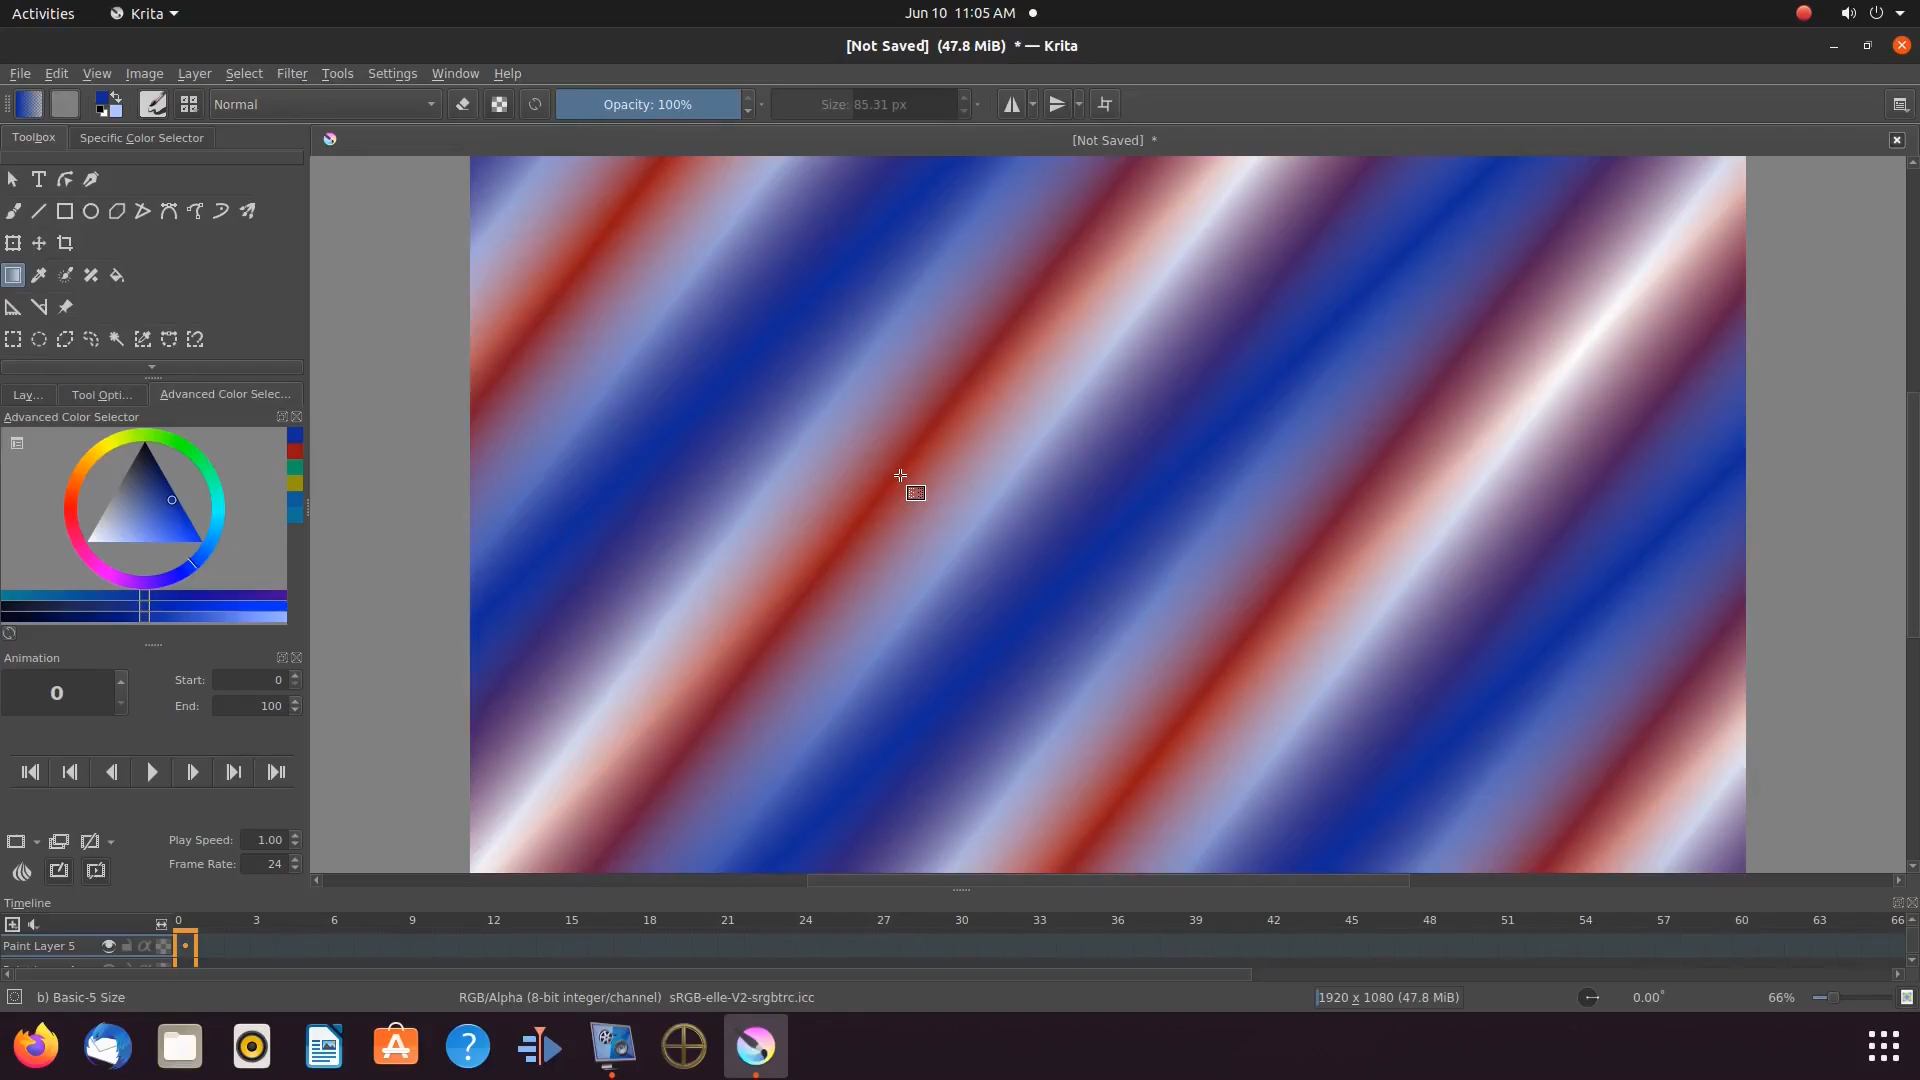 Activities
Krita
Jun 10 11:05 AM
[Not Saved] (47.8 MiB) * — Krita
File Edit View Image Layer Select Filter Tools Settings Window Help
Normal
Opacity: 100%
Size: 85.31 px
Toolbox
Specific Color Selector
[Not Saved] *
Lay...
Tool Opti...
Advanced Color Selec...
Advanced Color Selector
Animation
0
Start: 0
End: 100
Play Speed: 1.00
Frame Rate: 24
Timeline
0 3 6 9 12 15 18 21 24 27 30 33 36 39 42 45 48 51 54 57 60 63 66
Paint Layer 5
b) Basic-5 Size
RGB/Alpha (8-bit integer/channel) sRGB-elle-V2-srgbtrc.icc
1920 x 1080 (47.8 MiB)
0.00°
66%